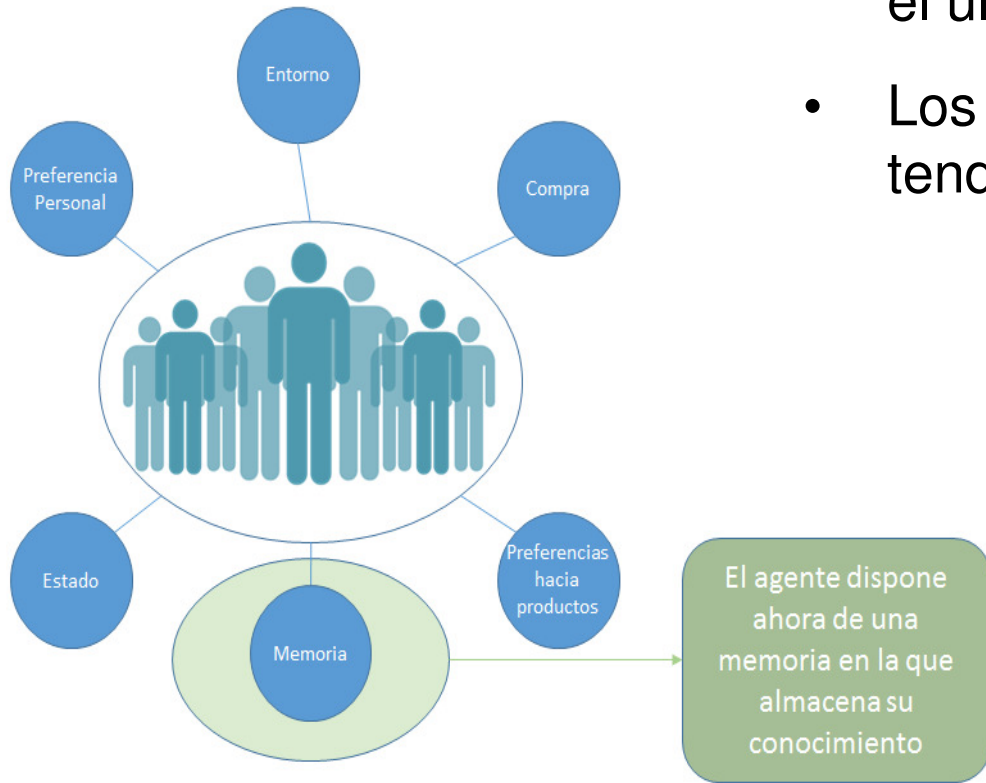 Entorno
Preferencia
Personal
Compra
Estado
Memoria
Preferencias
hacia
productos
El agente dispone
ahora de una
memoria en la que
almacena su
conocimiento
el
• Los